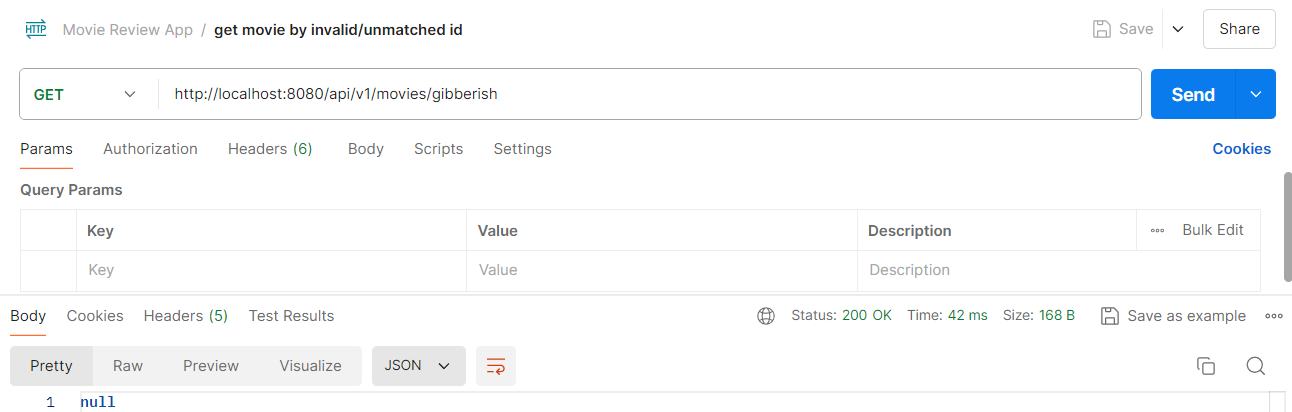 HTTP Movie Review App / get movie by invalid/unmatched id Save Share
GET http://localhost:8080/api/v1/movies/gibberish Send
Params Authorization Headers (6) Body Scripts Settings Cookies
Query Params
Key Value Description Bulk Edit
Key Value Description
Body Cookies Headers (5) Test Results Status: 200 OK Time: 42 ms Size: 168 B Save as example
Pretty Raw Preview Visualize JSON
1 null